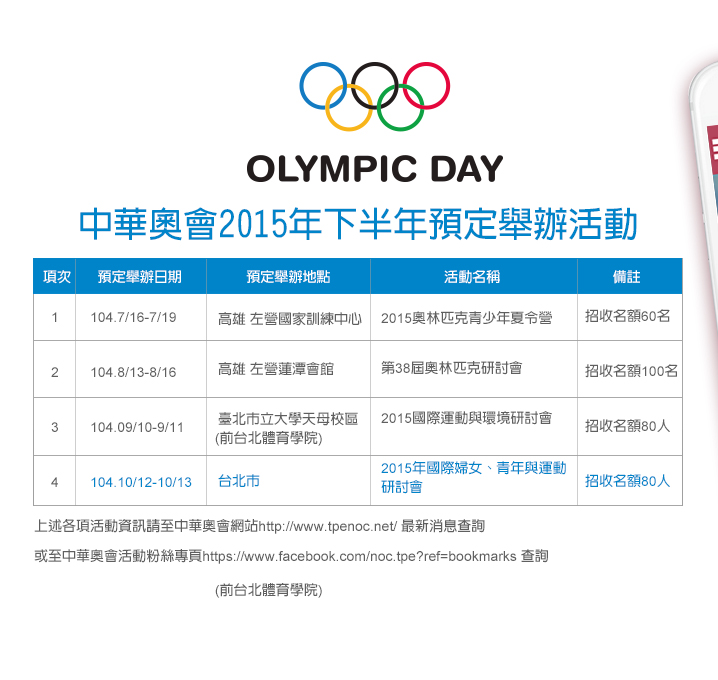 OLYMPIC DAY
中華奧會2015年下半年預定舉辦活動
項次 預定舉辦日期 預定舉辦地點 活動名稱 備註
1 104.7/16-7/19 高雄 左營國家訓練中心 2015奧林匹克青少年夏令營 招收名額60名
2 104.8/13-8/16 高雄 左營蓮潭會館 第38屆奧林匹克研討會 招收名額100名
3 104.09/10-9/11 臺北市立大學天母校區 2015國際運動與環境研討會 招收名額80人
(前台北體育學院)
4 104.10/12-10/13 台北市 2015年國際婦女、青年與運動 招收名額80人
研討會
上述各項活動資訊請至中華奧會網站http://www.tpenoc.net/ 最新消息查詢
或至中華奧會活動粉絲專頁https://www.facebook.com/noc.tpe?ref=bookmarks 查詢
(前台北體育學院)